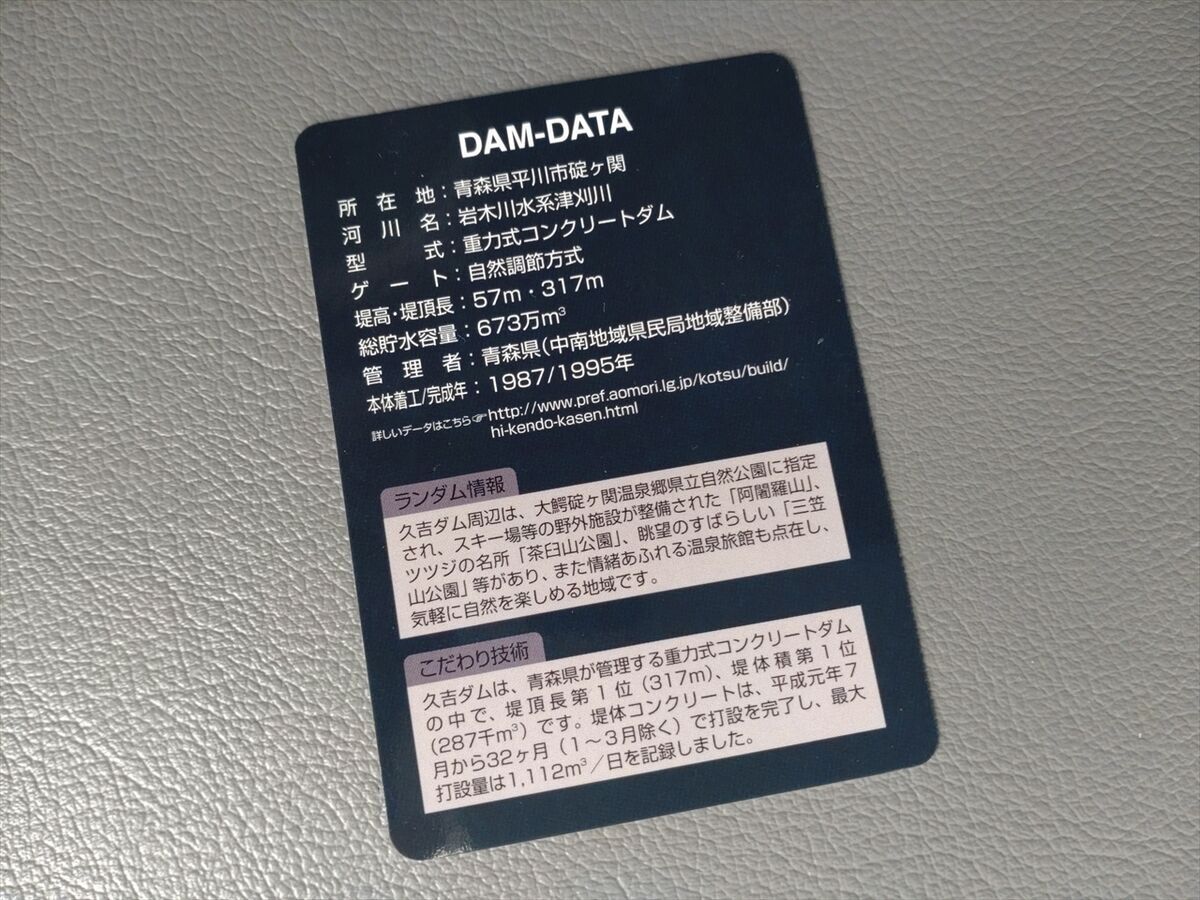 DAM-DATA
所在地：青森県平川市碇ヶ関
河川名：岩木川水系津刈川
型式：重力式コンクリートダム
ゲート：自然調節方式
堤高・堤頂長：57m・317m
総貯水容量：673万m³
管理者：青森県(中南地域県民局地域整備部)
本体着工/完成年：1987/1995年
詳しいデータはこちら☞http://www.pref.aomori.lg.jp/kotsu/build/
hi-kendo-kasen.html
ランダム情報
久吉ダム周辺は、大鰐碇ヶ関温泉郷県立自然公園に指定
され、スキー場等の野外施設が整備された「阿闍羅山」、
ツツジの名所「茶臼山公園」、眺望のすばらしい「三笠
山公園」等があり、また情緒あふれる温泉旅館も点在し、
気軽に自然を楽しめる地域です。
こだわり技術
久吉ダムは、青森県が管理する重力式コンクリートダム
の中で、堤頂長第1位（317m）、堤体積第1位
（287千m³）です。堤体コンクリートは、平成元年7
月から32ヶ月（1～3月除く）で打設を完了し、最大
打設量は1,112m³／日を記録しました。